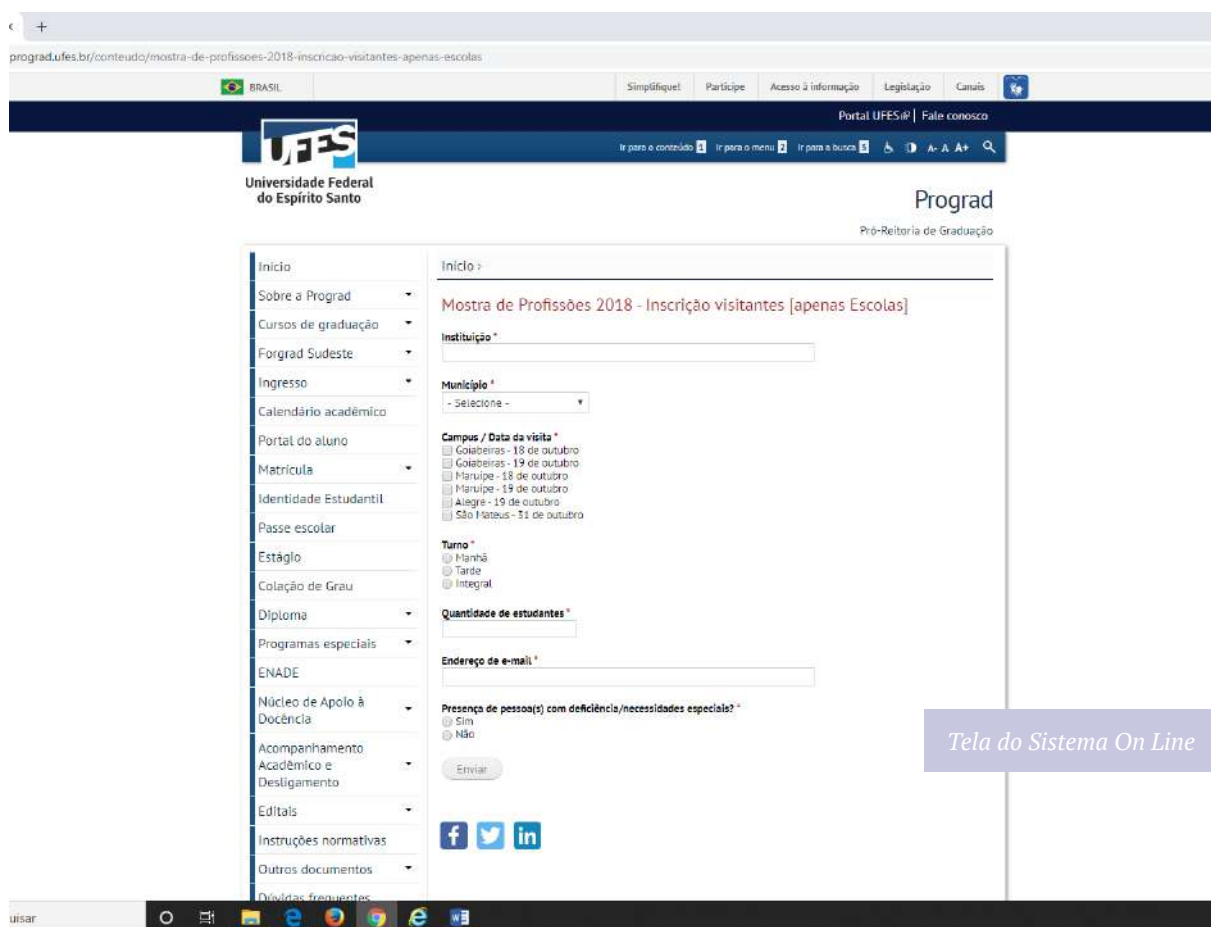 +
prograd.ufes.br/conteudo/mostra-de-profissoes-2018-inscricao-visitantes-apenas-escolas
BRASIL
Simplifique! Participe Acesso à informação Legislação Canais
Portal UFES | Fale conosco
UFES
Ir para o conteúdo 1 Ir para o menu 2 Ir para a busca 3 A- A A+
Universidade Federal
do Espírito Santo
Prograd
Pró-Reitoria de Graduação
Início
Sobre a Prograd
Cursos de graduação
Forgrad Sudeste
Ingresso
Calendário acadêmico
Portal do aluno
Matrícula
Identidade Estudantil
Passe escolar
Estágio
Colação de Grau
Diploma
Programas especiais
ENADE
Núcleo de Apoio à
Docência
Acompanhamento
Acadêmico e
Desligamento
Editais
Instruções normativas
Outros documentos
Dúvidas frequentes
Início >
Mostra de Profissões 2018 - Inscrição visitantes [apenas Escolas]
Instituição *
Município *
- Selecione -
Campus / Data da visita *
Goiabeiras - 18 de outubro
Goiabeiras - 19 de outubro
Maruípe - 18 de outubro
Maruípe - 19 de outubro
Alegre - 19 de outubro
São Mateus - 31 de outubro
Turno *
Manhã
Tarde
Integral
Quantidade de estudantes *
Endereço de e-mail *
Presença de pessoa(s) com deficiência/necessidades especiais? *
Sim
Não
Enviar
Tela do Sistema On Line
f in
uisar